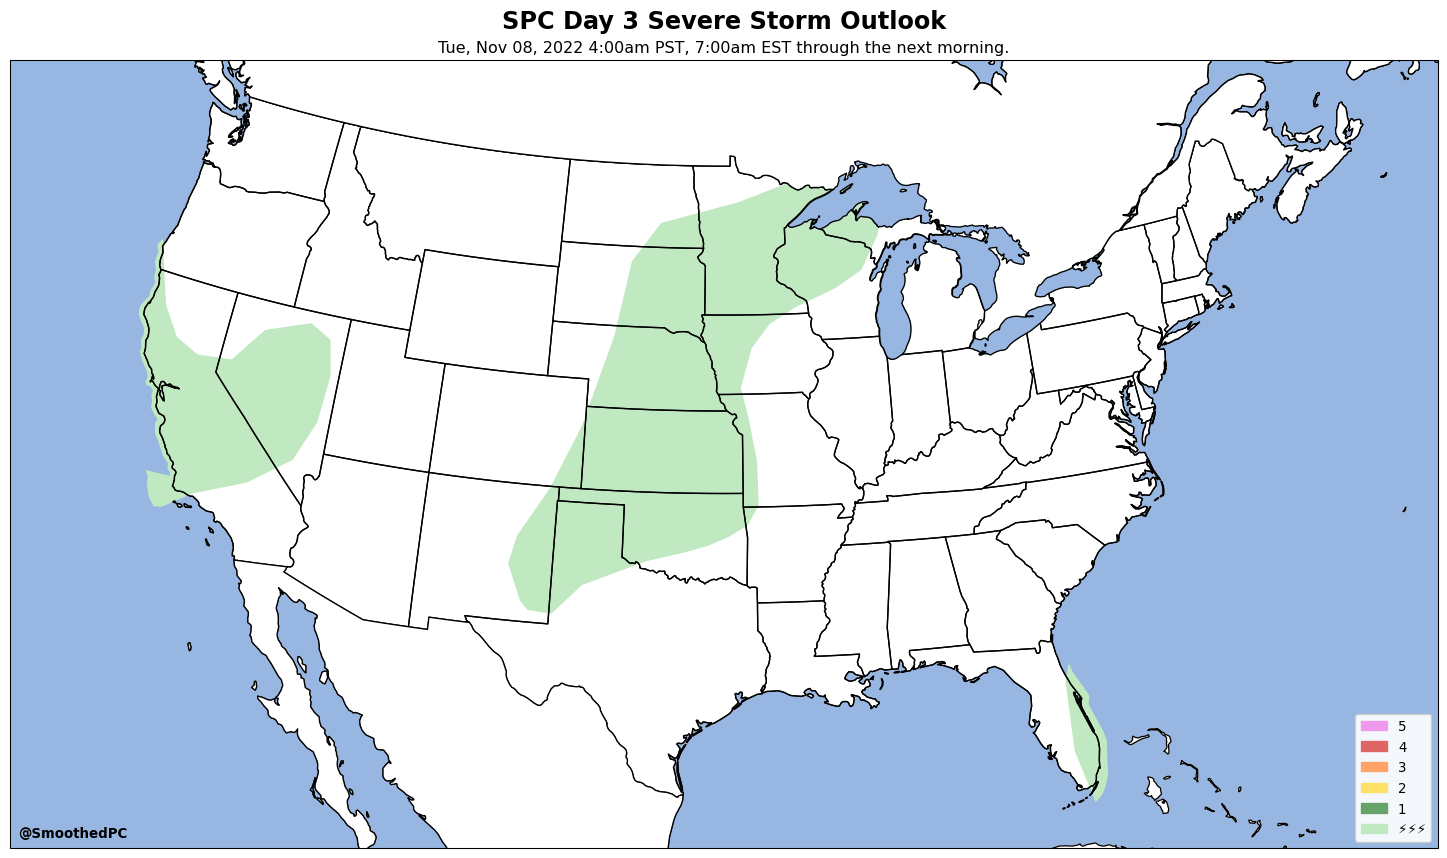 SPC Day 3 Severe Storm Outlook
Tue, Nov 08, 2022 4:00am PST, 7:00am EST through the next morning.
5
4
3
2
1
⚡⚡⚡
@SmoothedPC